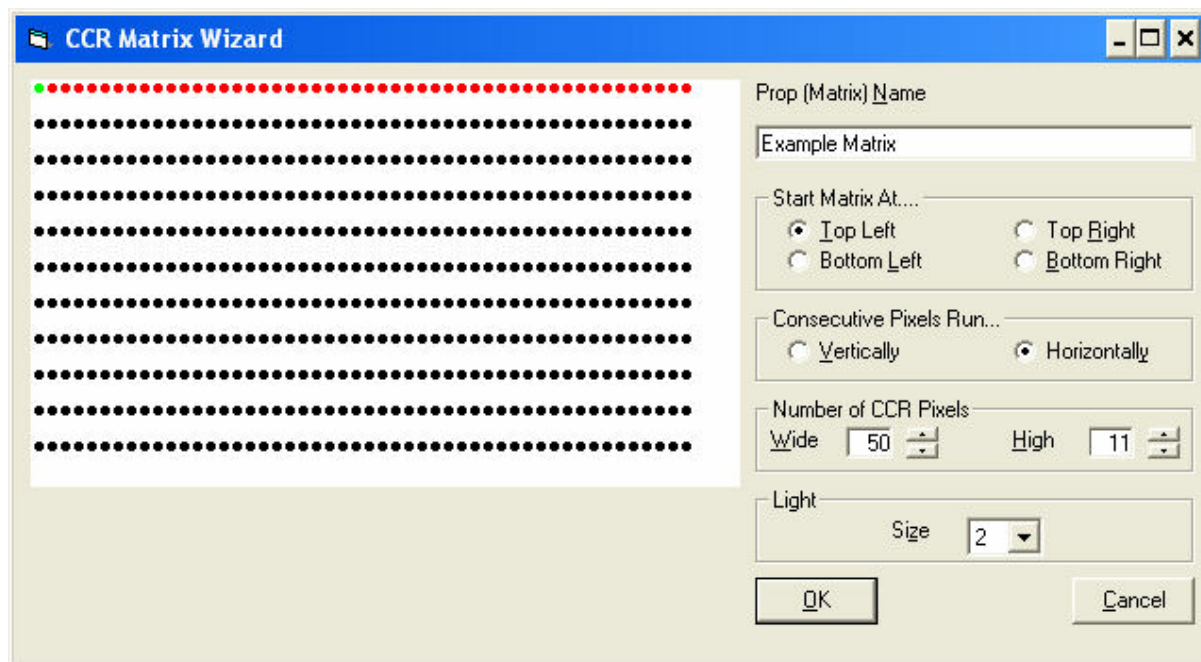 CCR Matrix Wizard
Prop (Matrix) Name
Example Matrix
Start Matrix At....
Top Left Top Right
Bottom Left Bottom Right
Consecutive Pixels Run...
Vertically Horizontally
Number of CCR Pixels
Wide 50 High 11
Light
Size 2
OK Cancel